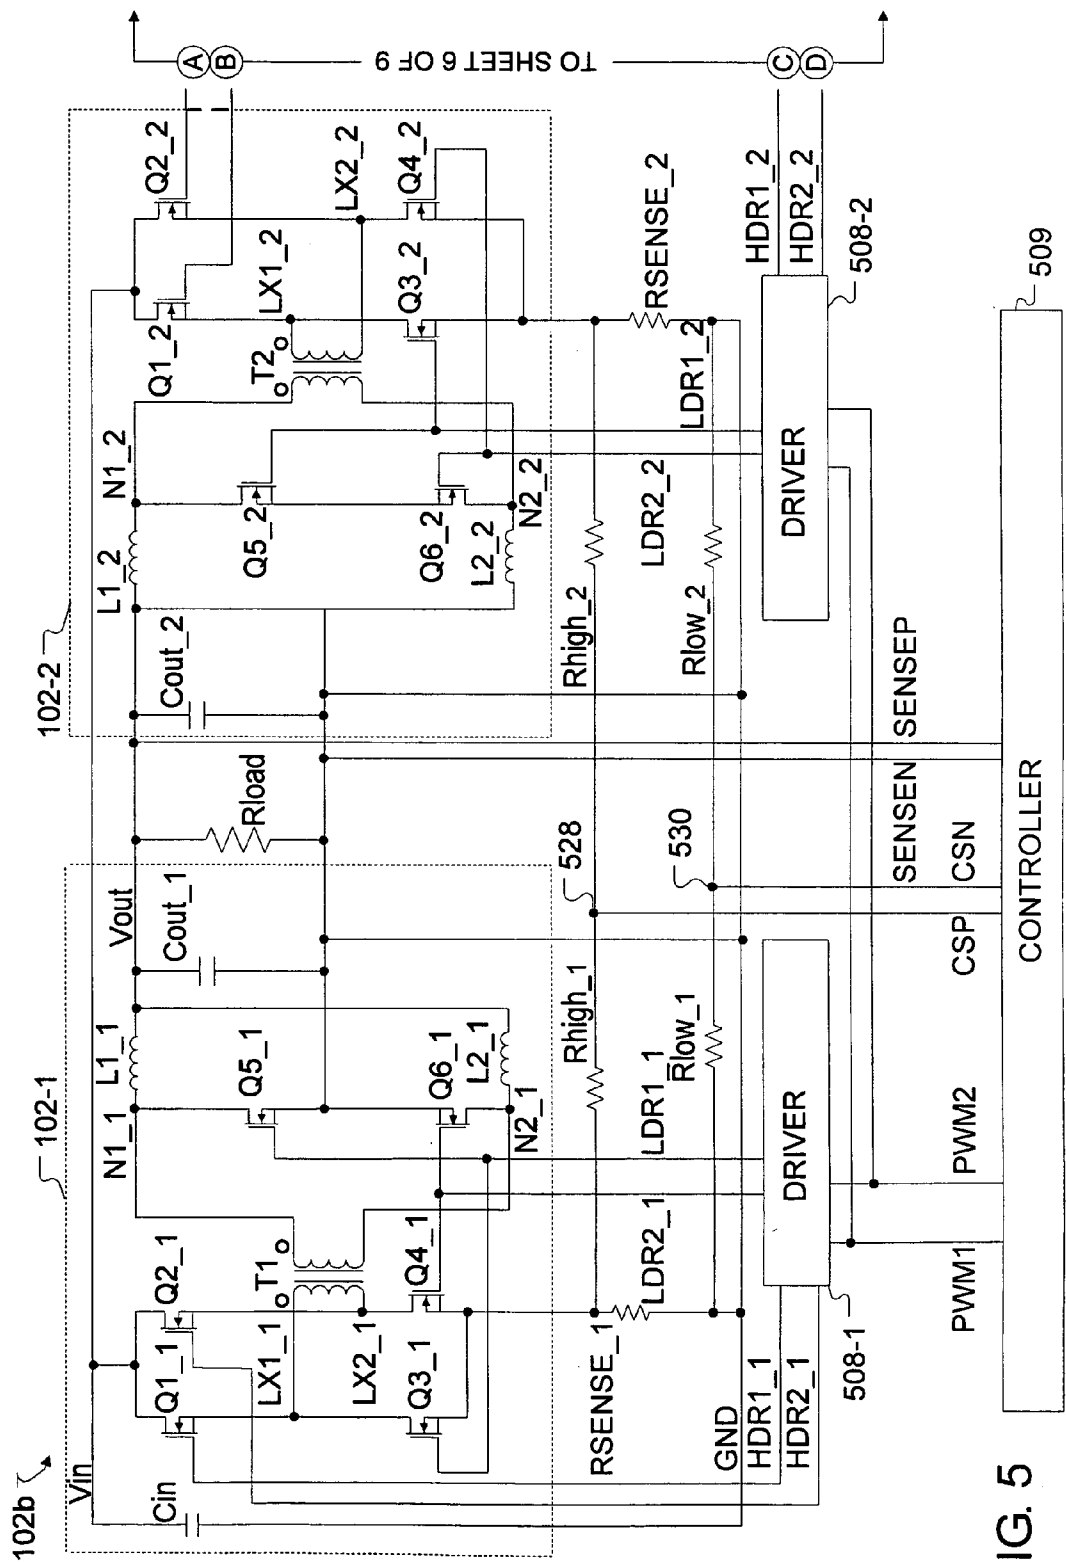 102b
Vin
Cin
102-1
Q1_1
Q2_1
LX1_1
T1
LX2_1
Q3_1
Q4_1
N1_1
L1_1
Q5_1
Q6_1
L2_1
N2_1
Vout
Cout_1
Rload
102-2
Cout_2
L1_2
N1_2
Q5_2
Q6_2
L2_2
N2_2
T2
Q1_2
LX1_2
Q3_2
Q2_2
LX2_2
Q4_2
A
B
TO SHEET 6 OF 9
C
D
RSENSE_1
GND
HDR1_1
HDR2_1
LDR2_1
LDR1_1
Rhigh_1
Rlow_1
528
530
Rhigh_2
Rlow_2
LDR2_2
LDR1_2
RSENSE_2
HDR1_2
HDR2_2
508-1
DRIVER
508-2
DRIVER
PWM1
PWM2
CSP
CSN
SENSEN
SENSEP
CONTROLLER
509
IG. 5